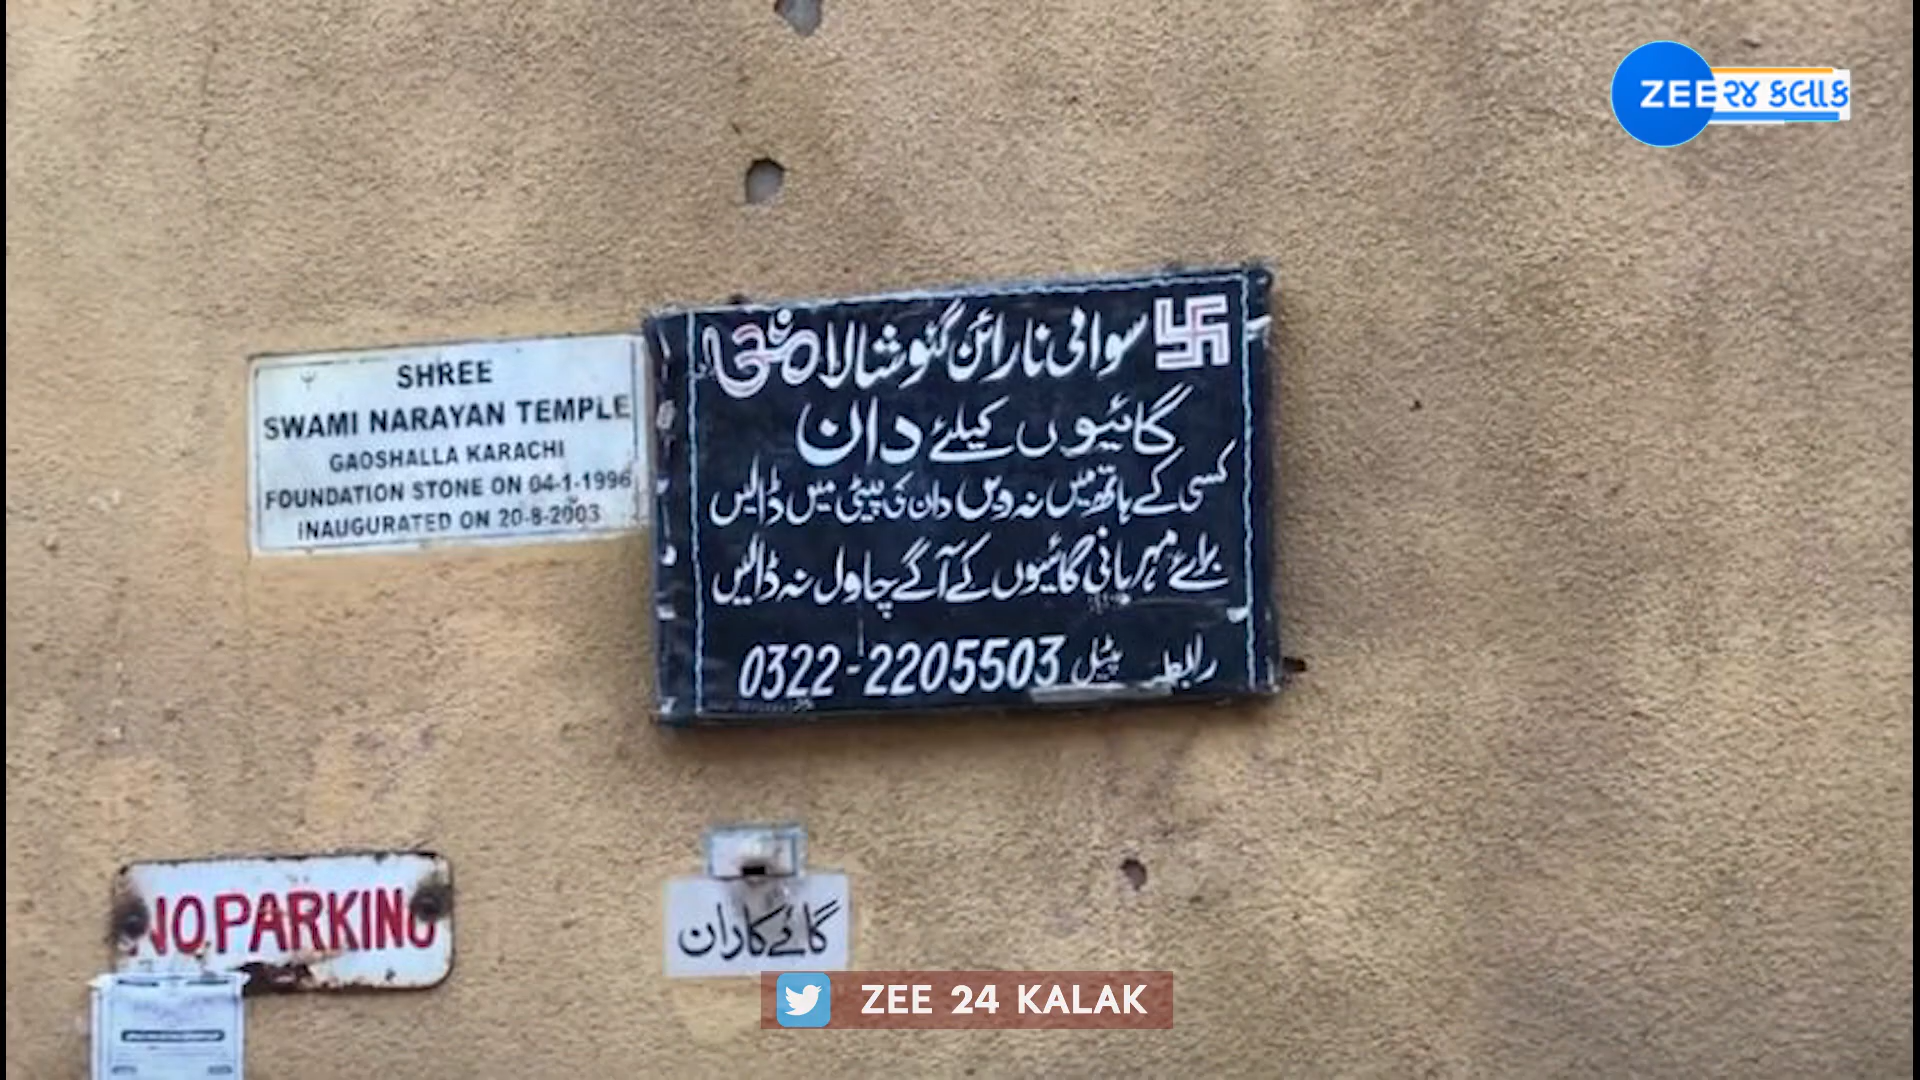 ZEE ૨૪ કલાક
SHREE
SWAMI NARAYAN TEMPLE
GAOSHALLA KARACHI
FOUNDATION STONE ON 04-1-1996
INAUGURATED ON 20-8-2003
سوامی نارائن گئوشالا
گائیوں کیلئے دان
کسی کے ہاتھ میں نہ دیں دان کی پیٹی میں ڈالیں
برائے مہربانی گائیوں کے آگے چاول نہ ڈالیں
رابطہ پٹیل 0322-2205503
NO PARKING
گائے کاران
ZEE 24 KALAK